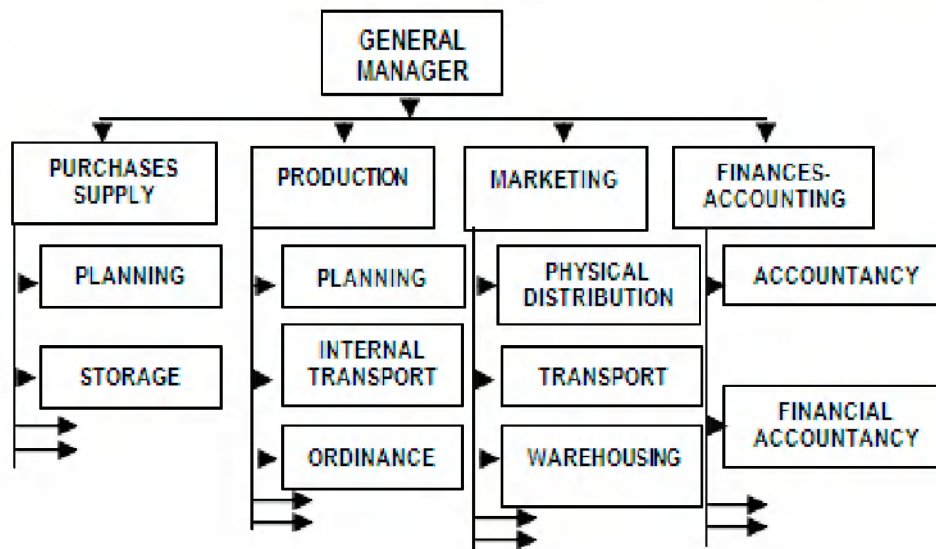 GENERAL
MANAGER
PURCHASES
SUPPLY
PRODUCTION
MARKETING
FINANCES-
ACCOUNTING
PLANNING
STORAGE
PLANNING
INTERNAL
TRANSPORT
ORDINANCE
PHYSICAL
DISTRIBUTION
TRANSPORT
WAREHOUSING
ACCOUNTANCY
FINANCIAL
ACCOUNTANCY